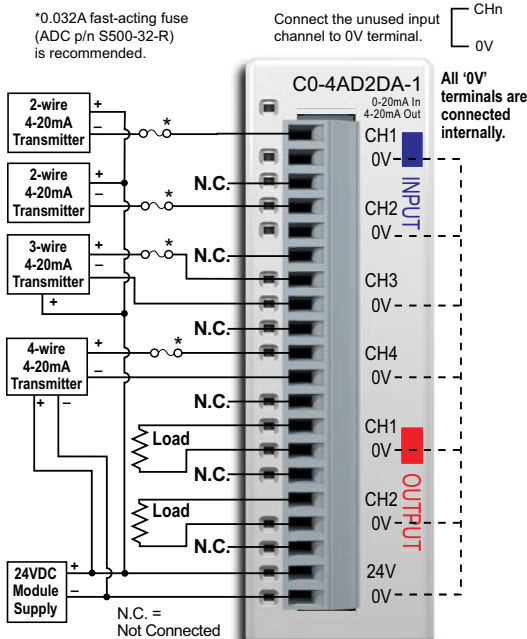 *0.032A fast-acting fuse
(ADC p/n S500-32-R)
is recommended.
Connect the unused input
channel to 0V terminal.
CHn
0V
C0-4AD2DA-1
0-20mA In
4-20mA Out
All ‘0V’
terminals are
connected
internally.
2-wire
4-20mA
Transmitter
+
–
*
CH1
0V
INPUT
2-wire
4-20mA
Transmitter
+
–
*
N.C.
CH2
0V
3-wire
4-20mA
Transmitter
+
–
+
*
N.C.
CH3
0V
N.C.
4-wire
4-20mA
Transmitter
+
–
+
–
*
CH4
0V
N.C.
Load
CH1
0V
N.C.
OUTPUT
Load
CH2
0V
N.C.
24VDC
Module
Supply
+
–
24V
0V
N.C. =
Not Connected